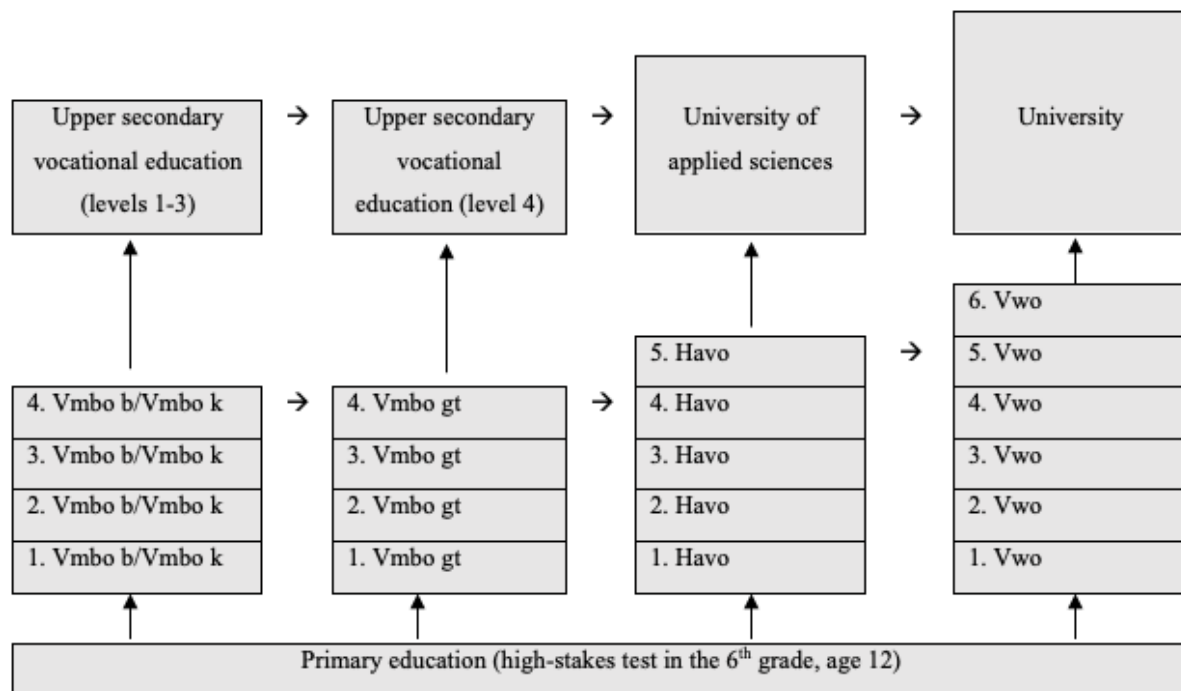 Upper secondary
vocational education
(levels 1-3)
→
Upper secondary
vocational
education (level 4)
→
University of
applied sciences
→
University
4. Vmbo b/Vmbo k
3. Vmbo b/Vmbo k
2. Vmbo b/Vmbo k
1. Vmbo b/Vmbo k
→
4. Vmbo gt
3. Vmbo gt
2. Vmbo gt
1. Vmbo gt
→
5. Havo
4. Havo
3. Havo
2. Havo
1. Havo
→
6. Vwo
5. Vwo
4. Vwo
3. Vwo
2. Vwo
1. Vwo
Primary education (high-stakes test in the 6th grade, age 12)